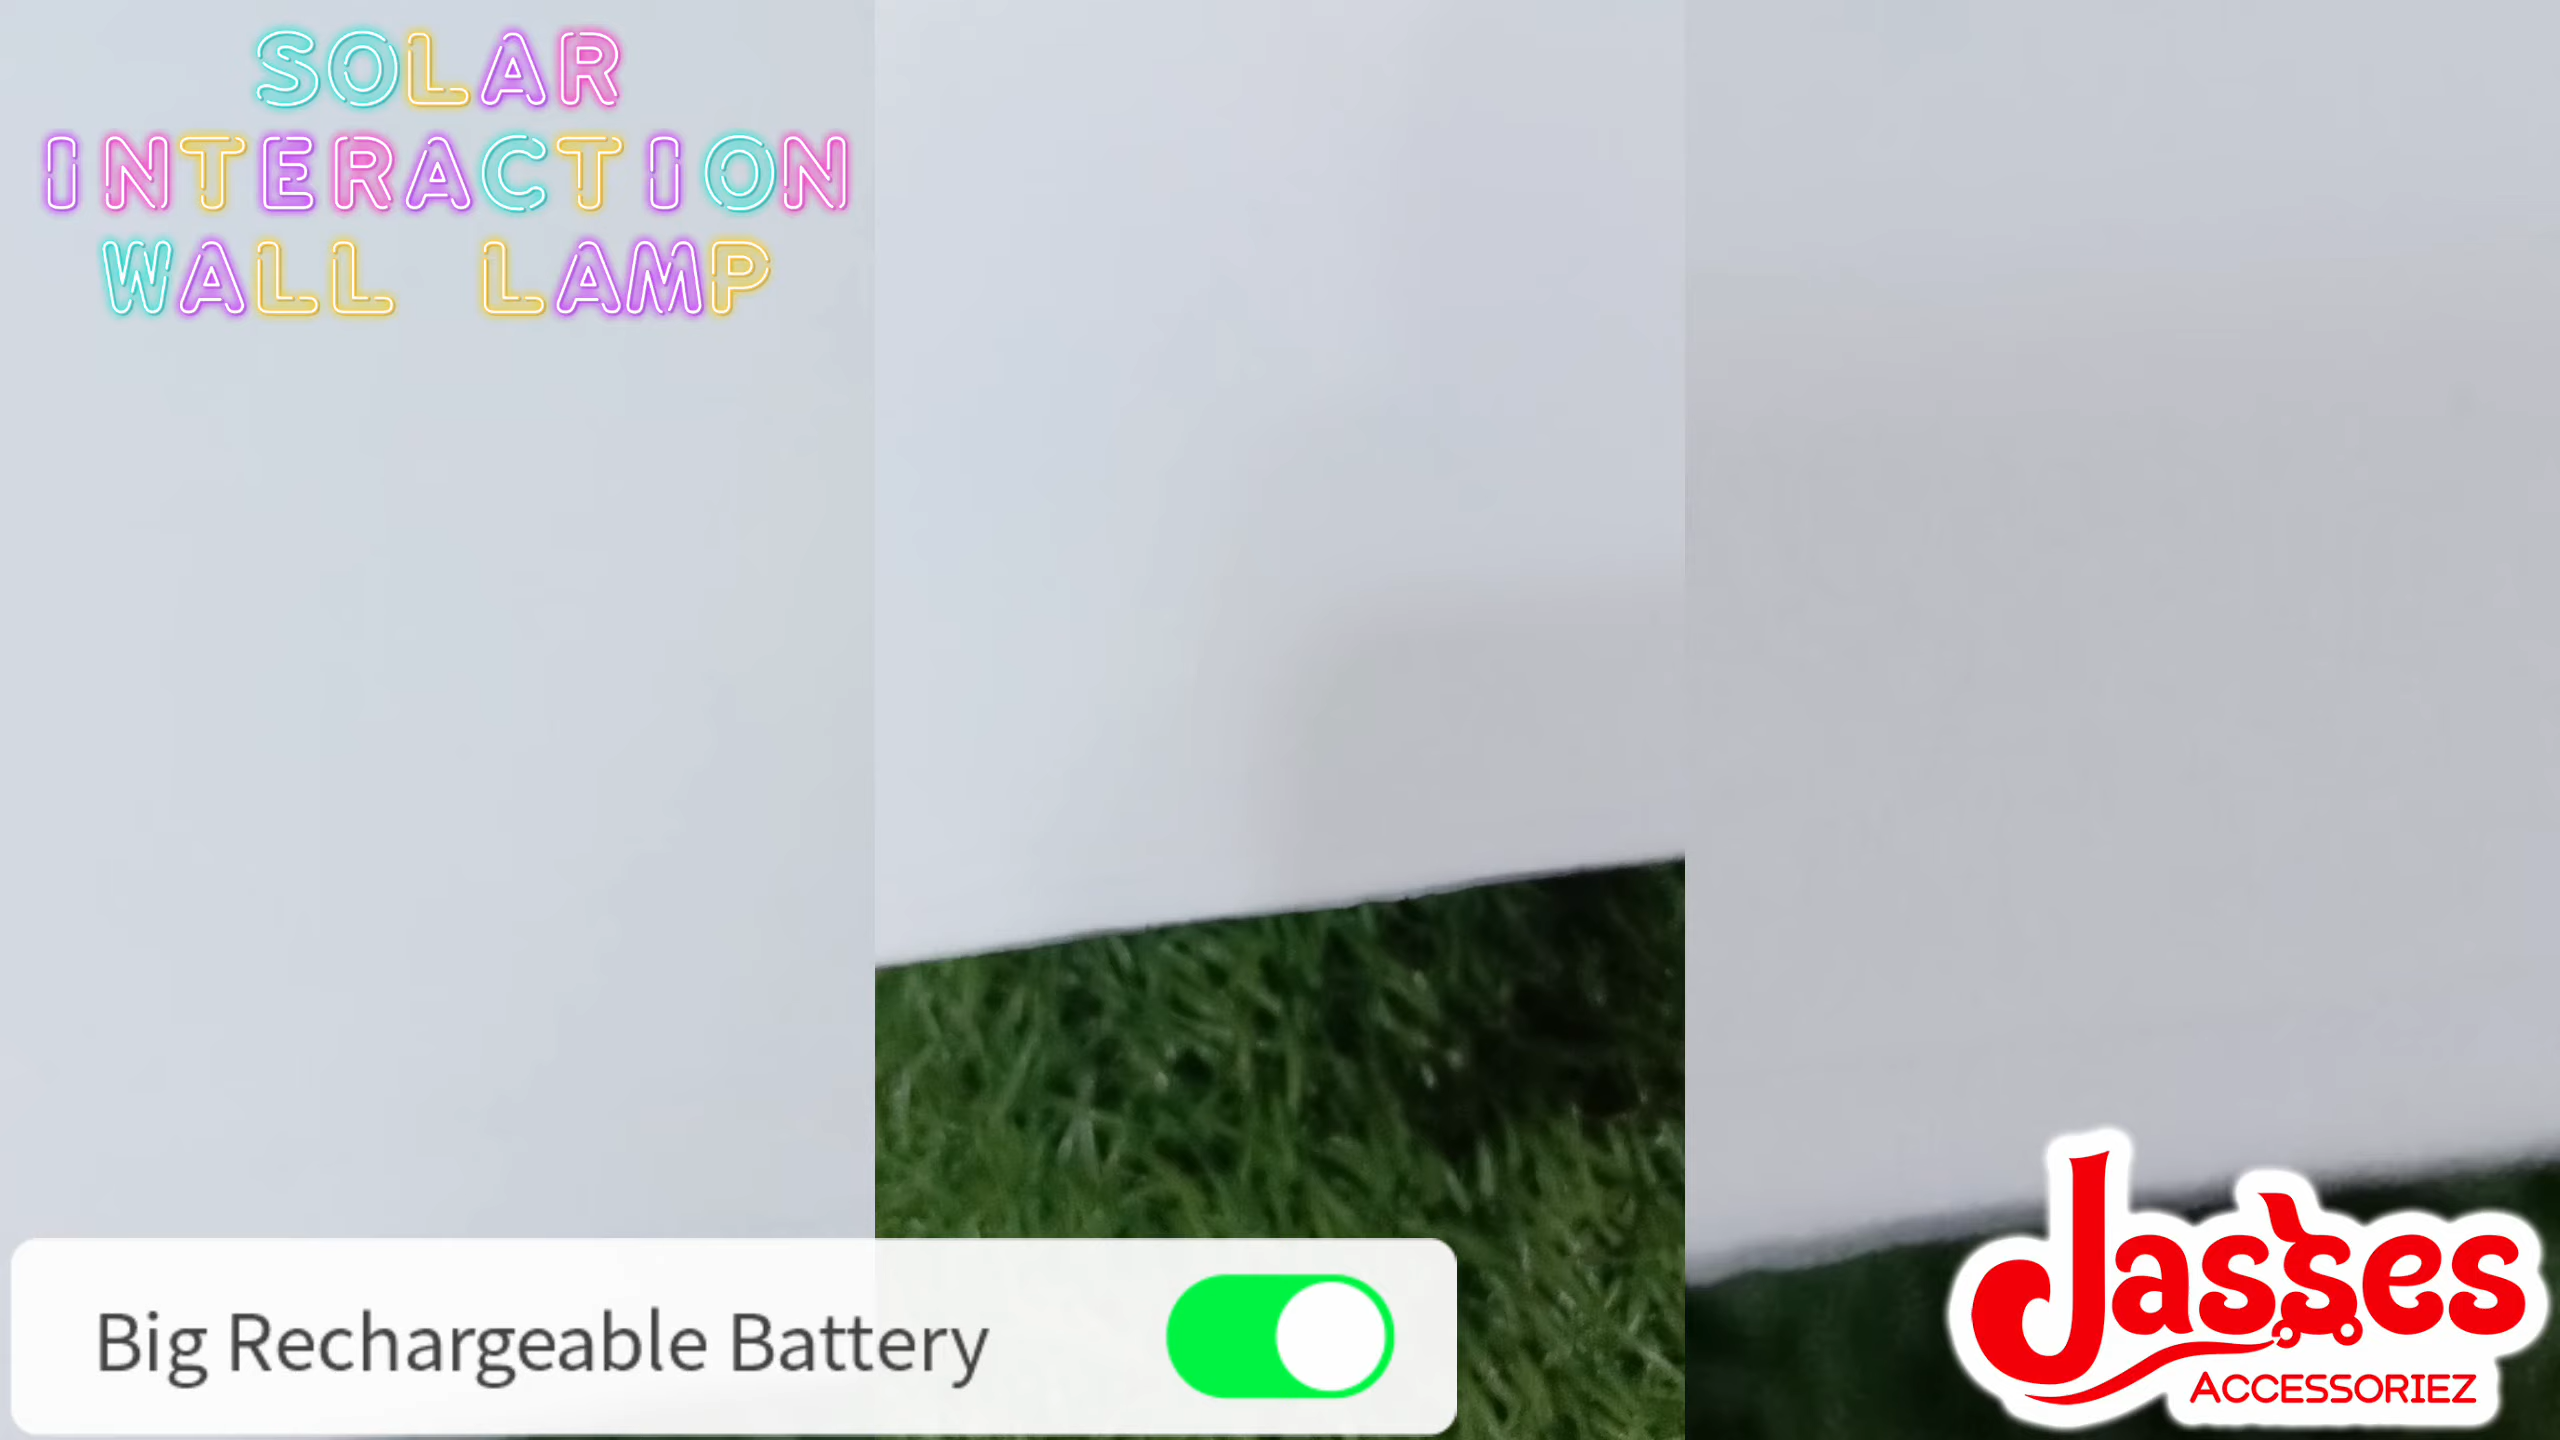 SOLAR
INTERACTION
WALL LAMP
Big Rechargeable Battery
Jasses
ACCESSORIEZ